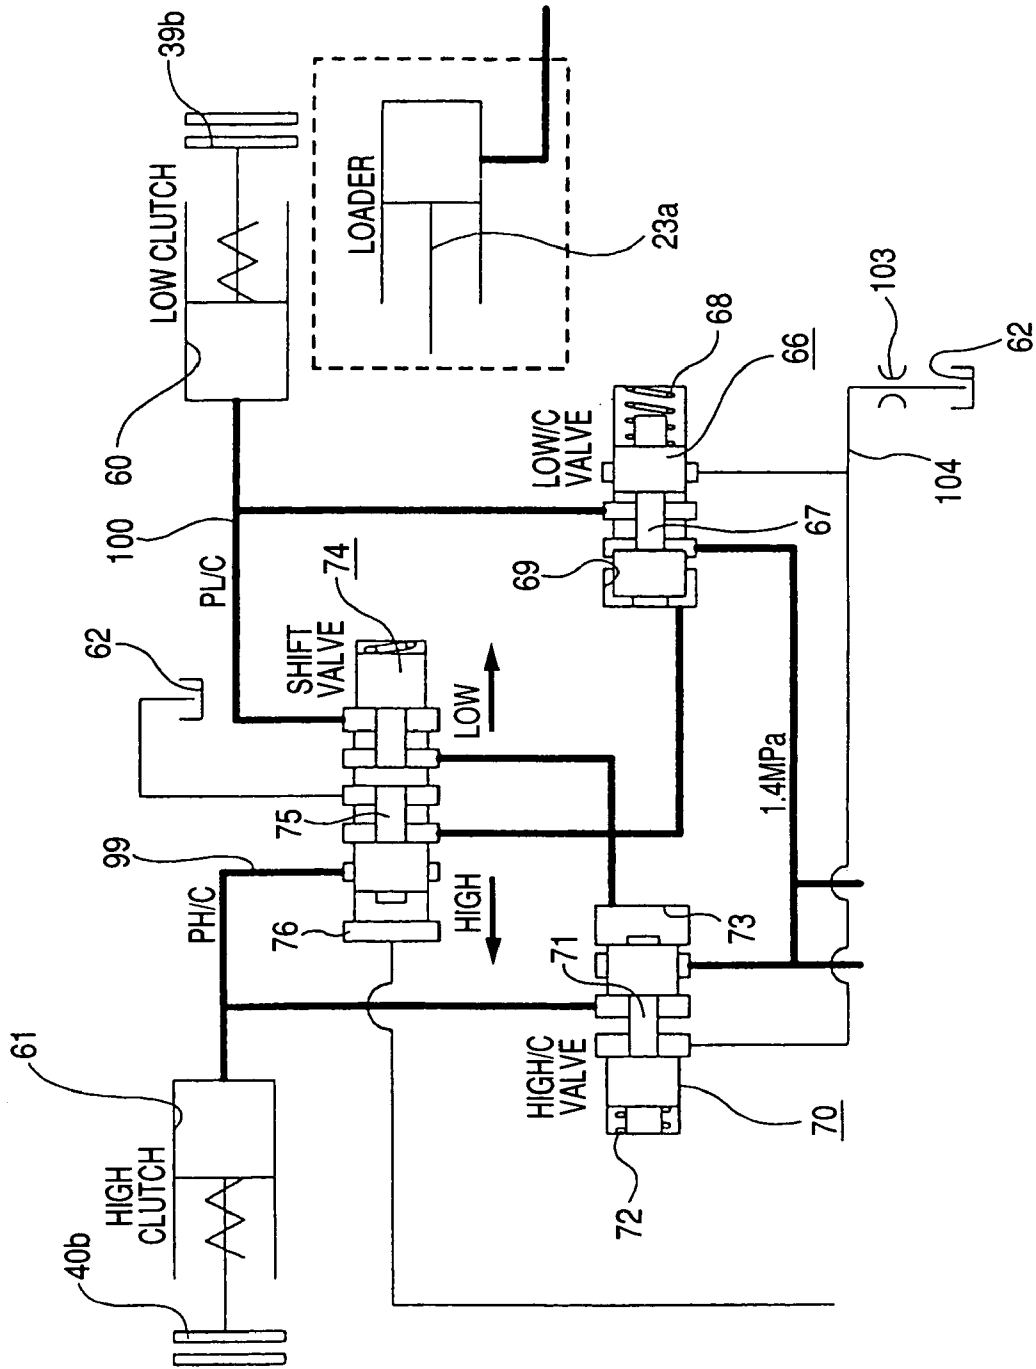 40b
HIGH
CLUTCH
61
PH/C
99
62
PL/C
100
60
LOW CLUTCH
39b
76
75
SHIFT
VALVE
74
HIGH
LOW
LOADER
23a
72
HIGH/C
VALVE
71
70
73
69
LOW/C
VALVE
68
66
67
1.4MPa
104
103
62